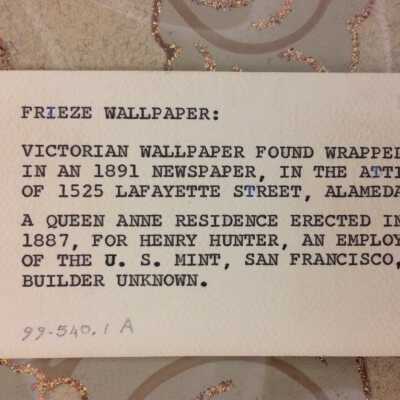 FRIEZE WALLPAPER:
VICTORIAN WALLPAPER FOUND WRAPPED
IN AN 1891 NEWSPAPER, IN THE ATTI
OF 1525 LAFAYETTE STREET, ALAMEDA
A QUEEN ANNE RESIDENCE ERECTED IN
1887, FOR HENRY HUNTER, AN EMPLOY
OF THE U. S. MINT, SAN FRANCISCO,
BUILDER UNKNOWN.
99-540.1 A